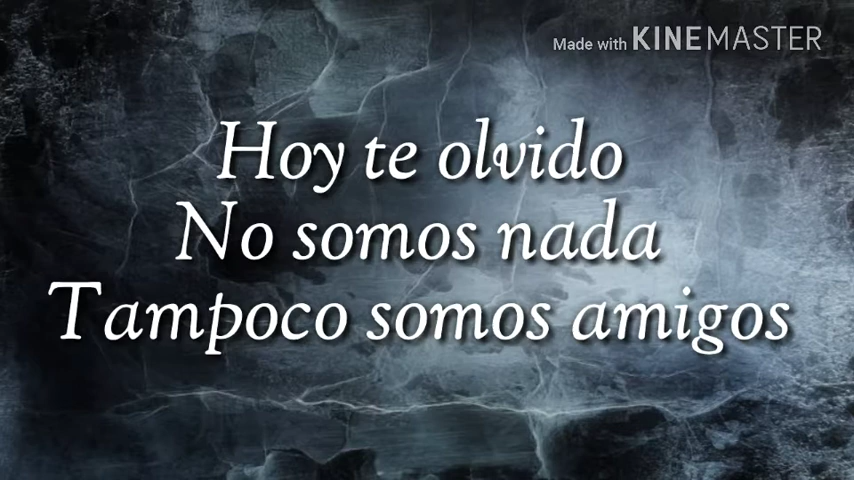 Made with KINEMASTER
Hoy te olvido
No somos nada
Tampoco somos amigos